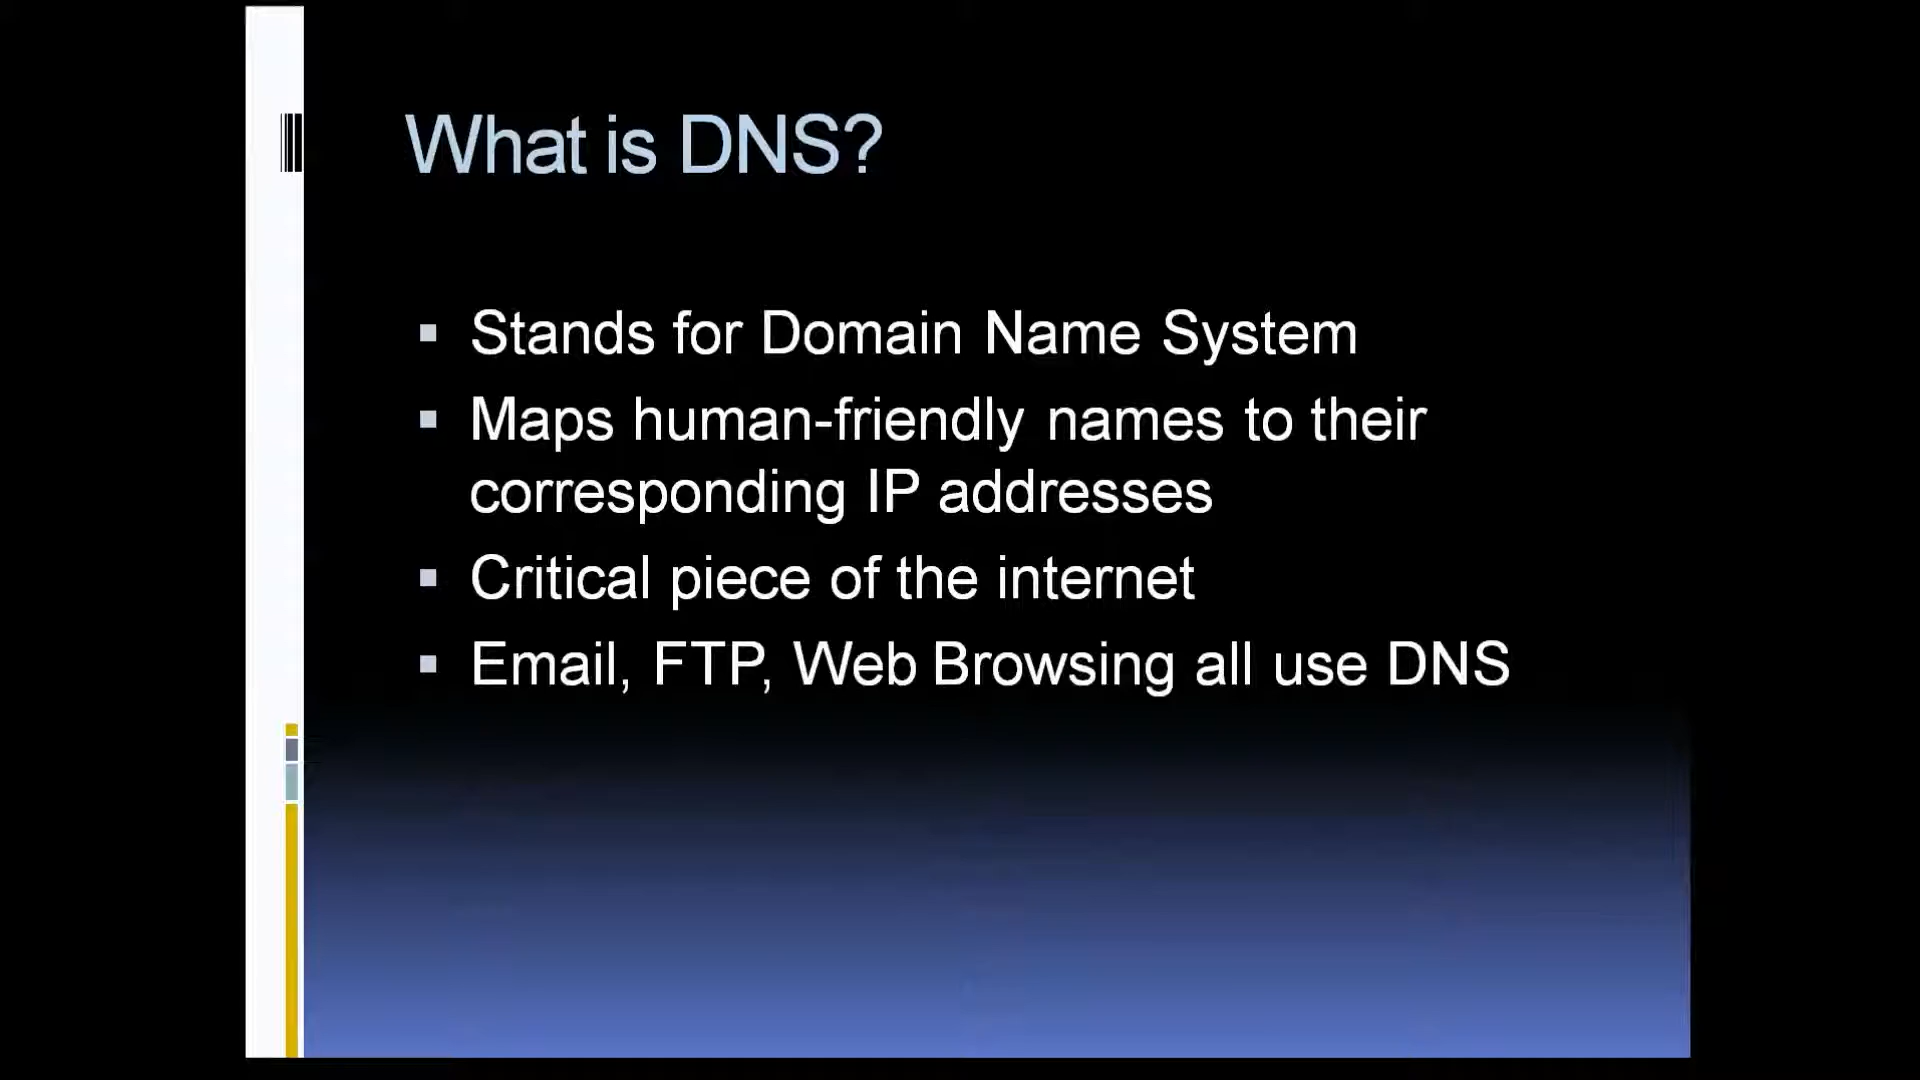 What is DNS?
Stands for Domain Name System
Maps human-friendly names to their
corresponding IP addresses
Critical piece of the internet
Email, FTP, Web Browsing all use DNS